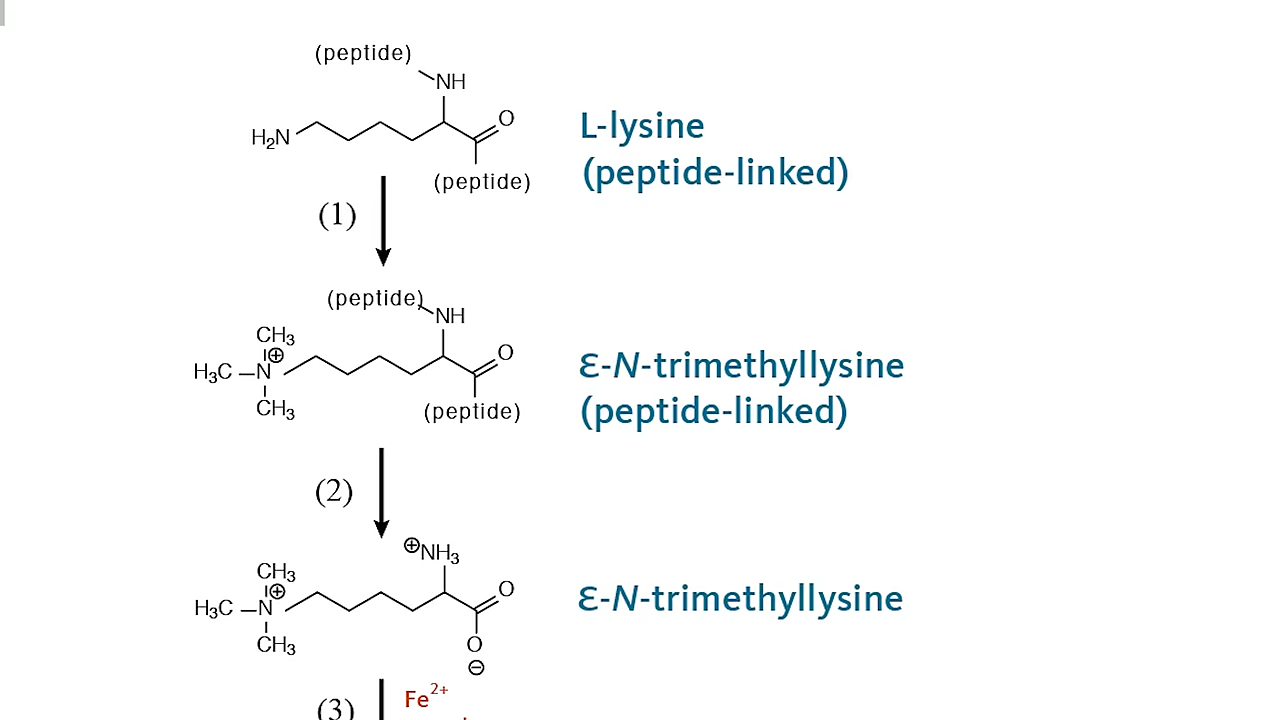 (peptide)
NH
O
H₂N
(peptide)
L-lysine
(peptide-linked)
(1)
(peptide)
NH
CH₃
⊕
O
H₃C
N
CH₃
(peptide)
Ɛ-N-trimethyllysine
(peptide-linked)
(2)
⊕NH₃
CH₃
⊕
O
H₃C
N
CH₃
O
⊖
Ɛ-N-trimethyllysine
(3)
Fe²⁺